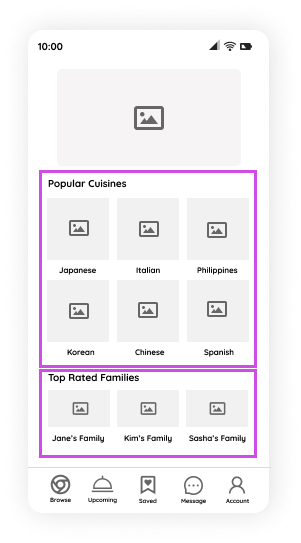 10:00
Popular Cuisines
Japanese Italian Philippines
Korean Chinese Spanish
Top Rated Families
Jane's Family Kim's Family Sasha's Family
Browse Upcoming Saved Message Account